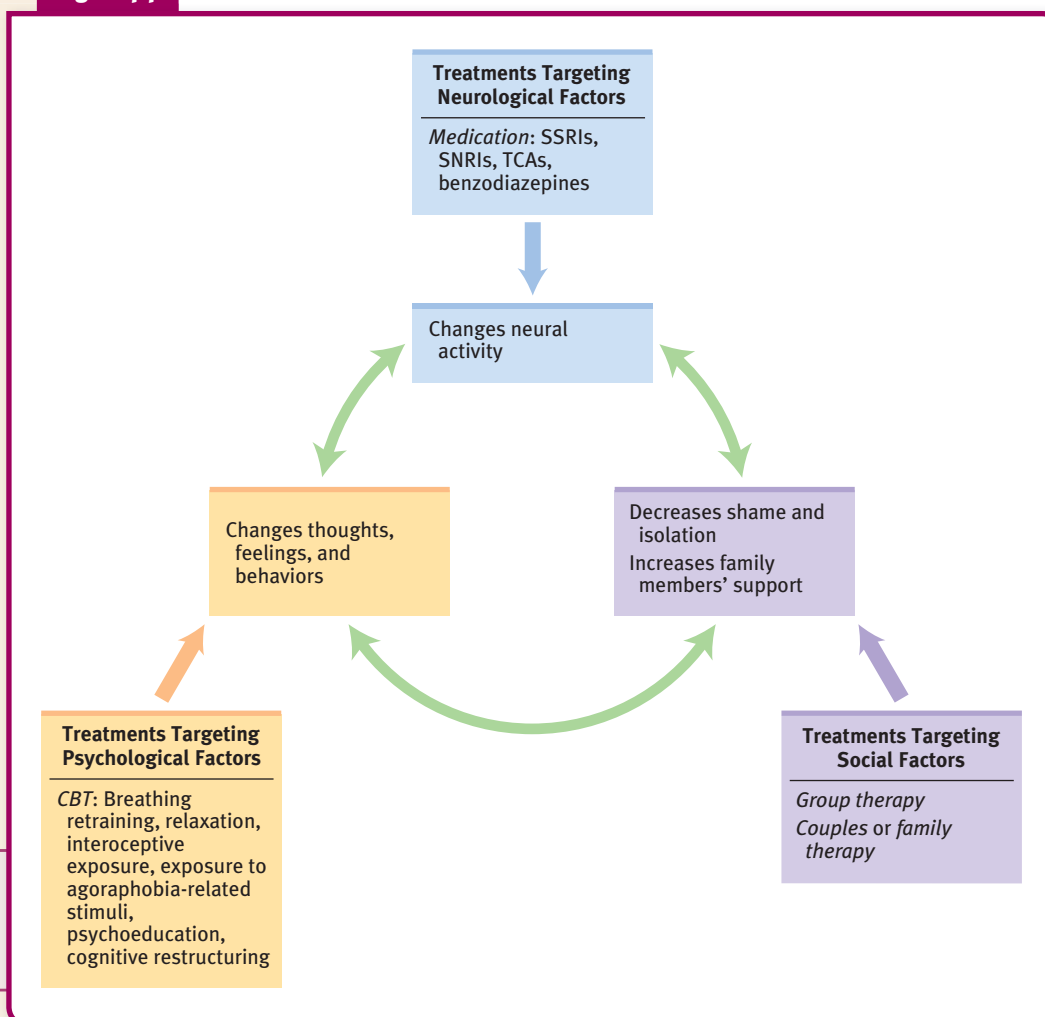 Treatments Targeting
Neurological Factors
Medication: SSRIs,
SNRIs, TCAs,
benzodiazepines
Changes neural
activity
Changes thoughts,
feelings, and
behaviors
Decreases shame and
isolation
Increases family
members’ support
Treatments Targeting
Psychological Factors
CBT: Breathing
retraining, relaxation,
interoceptive
exposure, exposure to
agoraphobia-related
stimuli,
psychoeducation,
cognitive restructuring
Treatments Targeting
Social Factors
Group therapy
Couples or family
therapy